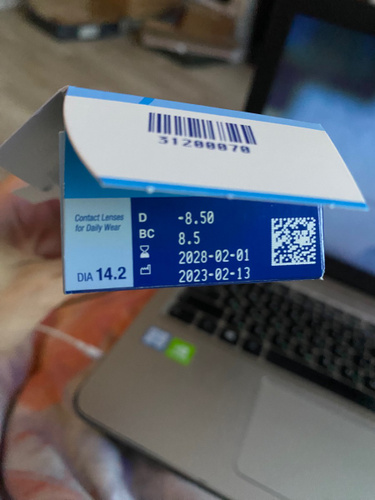 31200070
Contact Lenses
for Daily Wear
DIA 14.2
D -8.50
BC 8.5
2028-02-01
2023-02-13